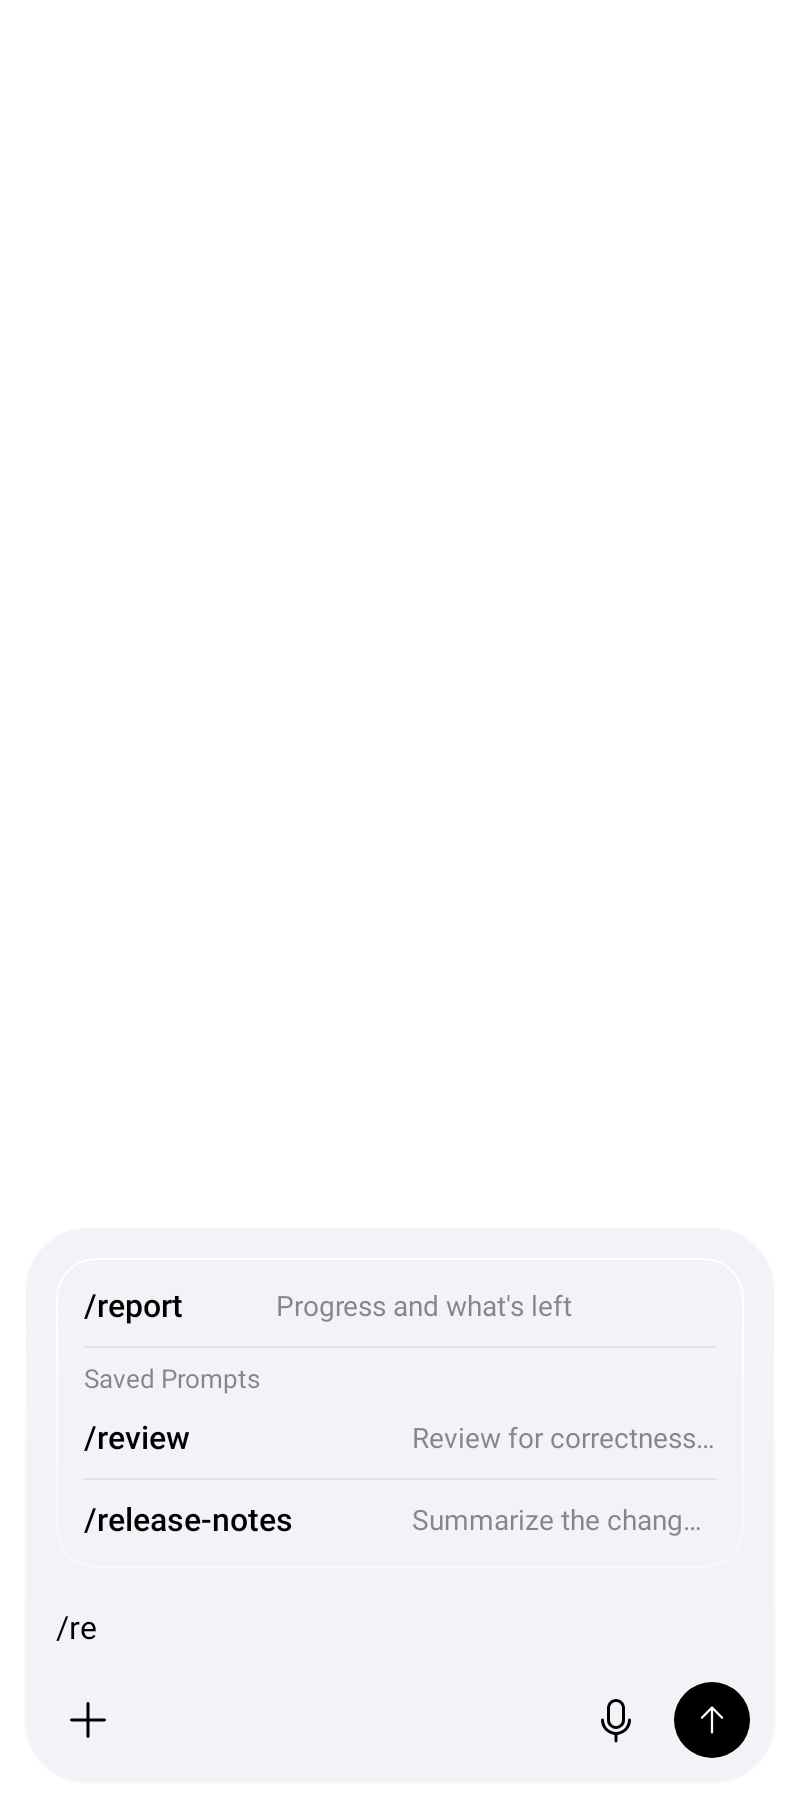 /report Progress and what's left
Saved Prompts
/review Review for correctness...
/release-notes Summarize the chang...
/re